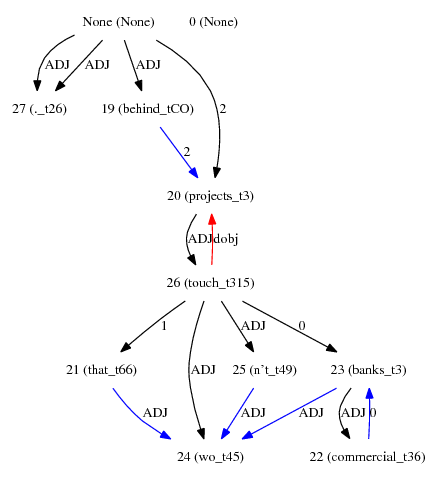 None (None) 0 (None)
ADJ ADJ ADJ 2
27 (._t26) 19 (behind_tCO)
2
20 (projects_t3)
ADJ dobj
26 (touch_t315)
1 ADJ ADJ 0
21 (that_t66) 25 (n't_t49) 23 (banks_t3)
ADJ ADJ ADJ ADJ 0
24 (wo_t45) 22 (commercial_t36)